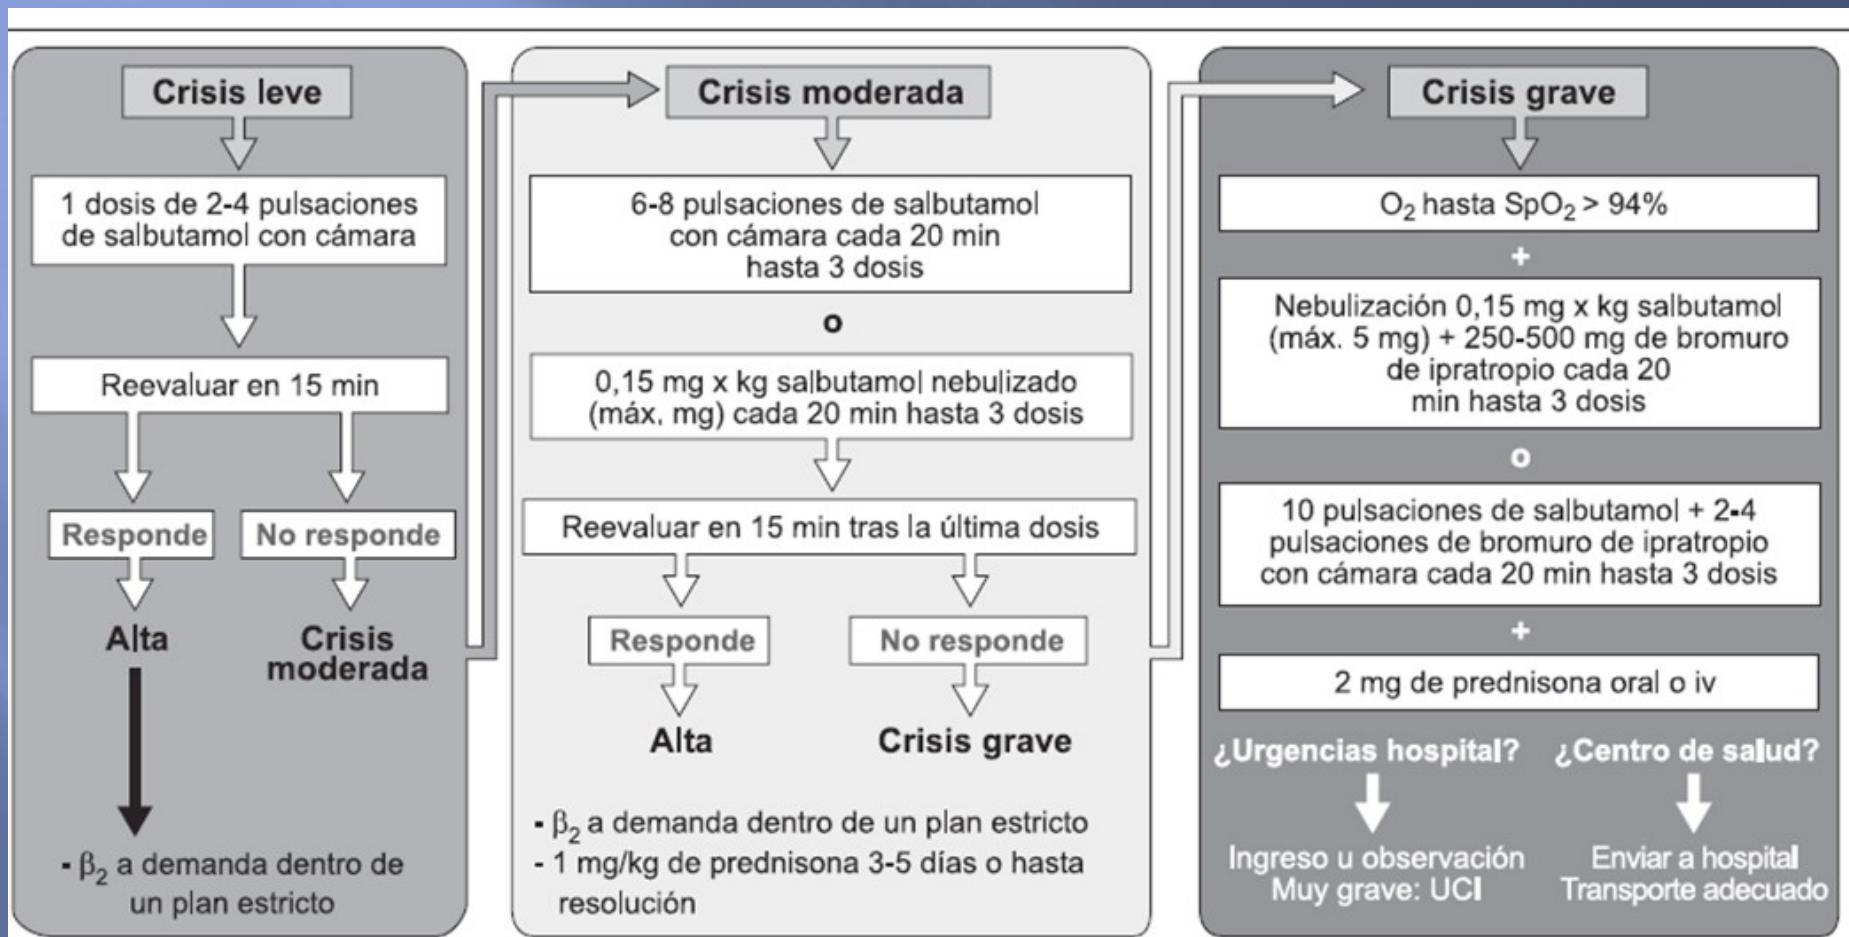 Crisis leve
1 dosis de 2-4 pulsaciones
de salbutamol con cámara
Reevaluar en 15 min
Responde
No responde
Alta
Crisis
moderada
- β₂ a demanda dentro de
un plan estricto
Crisis moderada
6-8 pulsaciones de salbutamol
con cámara cada 20 min
hasta 3 dosis
o
0,15 mg x kg salbutamol nebulizado
(máx. mg) cada 20 min hasta 3 dosis
Reevaluar en 15 min tras la última dosis
Responde
No responde
Alta
Crisis grave
- β₂ a demanda dentro de un plan estricto
- 1 mg/kg de prednisona 3-5 días o hasta
resolución
Crisis grave
O₂ hasta SpO₂ > 94%
+
Nebulización 0,15 mg x kg salbutamol
(máx. 5 mg) + 250-500 mg de bromuro
de ipratropio cada 20
min hasta 3 dosis
o
10 pulsaciones de salbutamol + 2-4
pulsaciones de bromuro de ipratropio
con cámara cada 20 min hasta 3 dosis
+
2 mg de prednisona oral o iv
¿Urgencias hospital?
Ingreso u observación
Muy grave: UCI
¿Centro de salud?
Enviar a hospital
Transporte adecuado